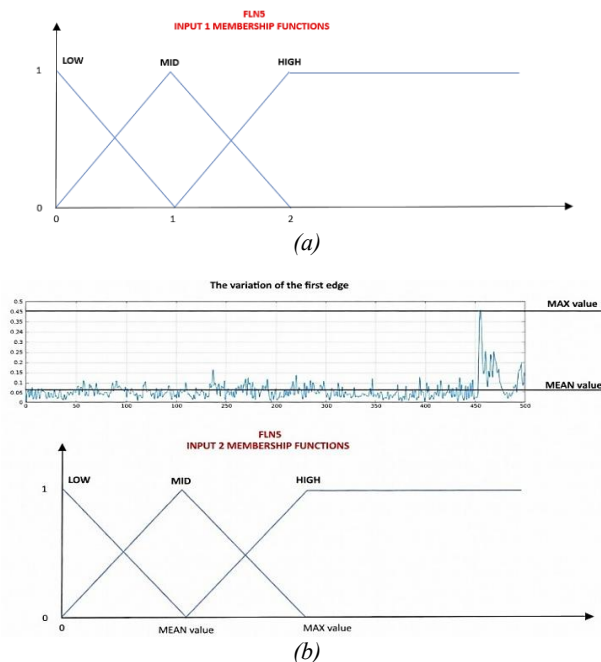 FLN5
INPUT 1 MEMBERSHIP FUNCTIONS
LOW MID HIGH
1
0
0 1 2
(a)
The variation of the first edge
0.5
0.45 MAX value
0.4
0.35
0.3
0.25
0.2
0.15
0.1 MEAN value
0.05
0
0 50 100 150 200 250 300 350 400 450 500
FLN5
INPUT 2 MEMBERSHIP FUNCTIONS
LOW MID HIGH
1
0
0 MEAN value MAX value
(b)